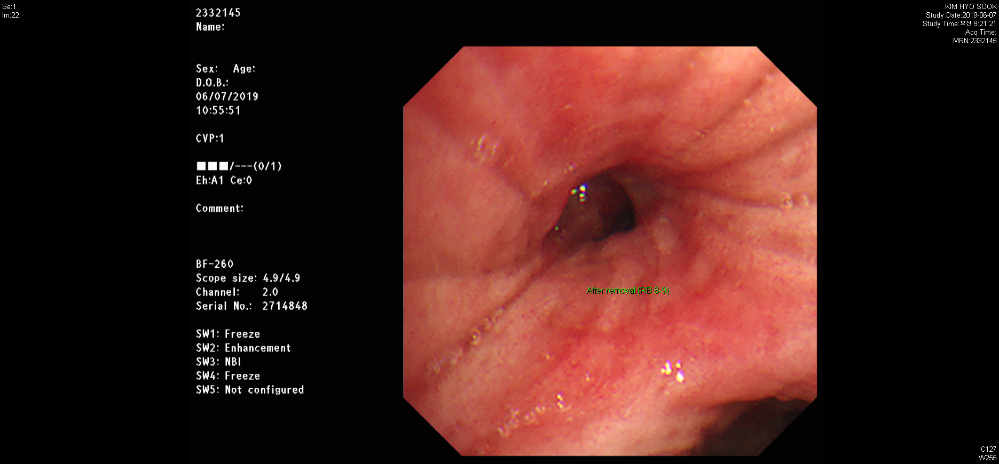 Se:1
Im:22
KIM HYO SOOK
Study Date:2019-06-07
Study Time:오전 9:21:21
Acq Time:
MRN:2332145
2332145
Name:
Sex: Age:
D.O.B.:
06/07/2019
10:55:51
CVP:1
■■■/---(0/1)
Eh:A1 Ce:0
Comment:
BF-260
Scope size: 4.9/4.9
Channel: 2.0
Serial No.: 2714848
SW1: Freeze
SW2: Enhancement
SW3: NBI
SW4: Freeze
SW5: Not configured
After removal (RB 8-9)
C127
W255